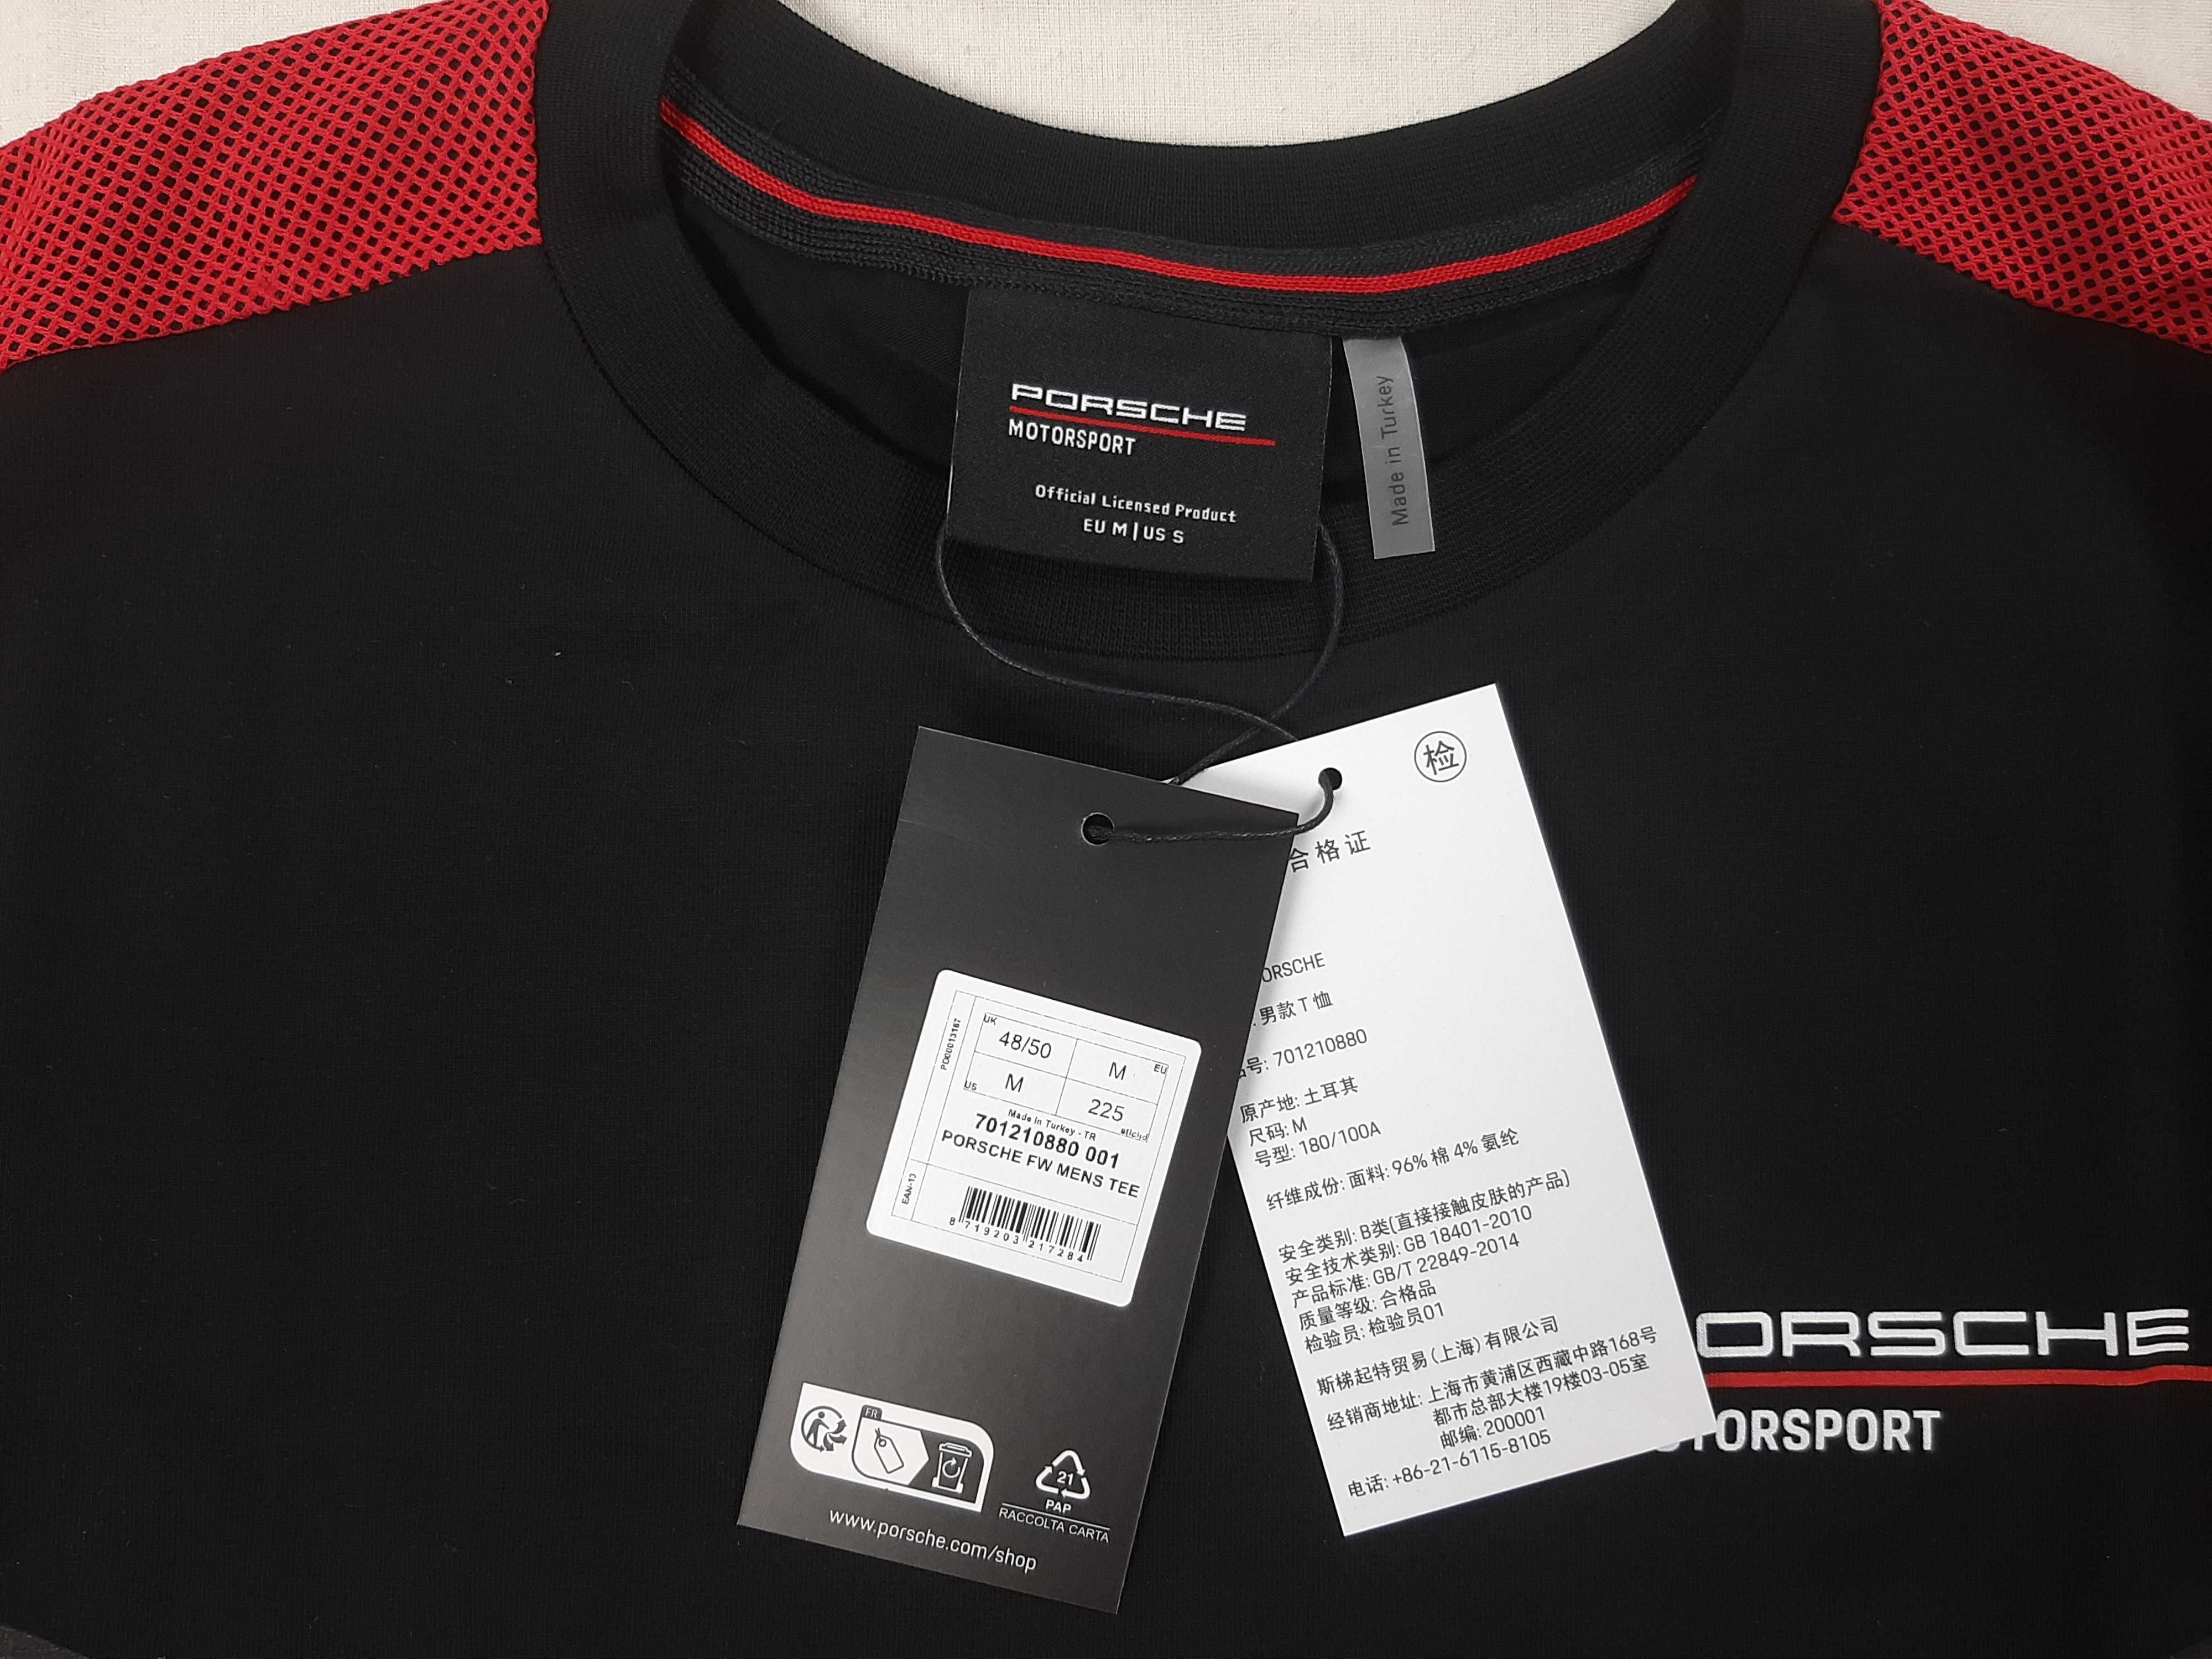 PORSCHE
MOTORSPORT
Official Licensed Product
EU M | US S
Made in Turkey
UK
48/50
M
EU
US
M
225
Made in Turkey - TR
701210880 001
PORSCHE FW MENS TEE
PO00013167
EAN-13
8 719203 217284
FR
21
PAP
RACCOLTA CARTA
www.porsche.com/shop
检
合格证
ORSCHE
男款T恤
号: 701210880
原产地: 土耳其
尺码: M
号型: 180/100A
纤维成份: 面料: 96% 棉 4% 氨纶
安全类别: B类(直接接触皮肤的产品)
安全技术类别: GB 18401-2010
产品标准: GB/T 22849-2014
质量等级: 合格品
检验员: 检验员01
斯梯起特贸易(上海)有限公司
经销商地址: 上海市黄浦区西藏中路168号
都市总部大楼19楼03-05室
邮编: 200001
电话: +86-21-6115-8105
ORSCHE
TORSPORT